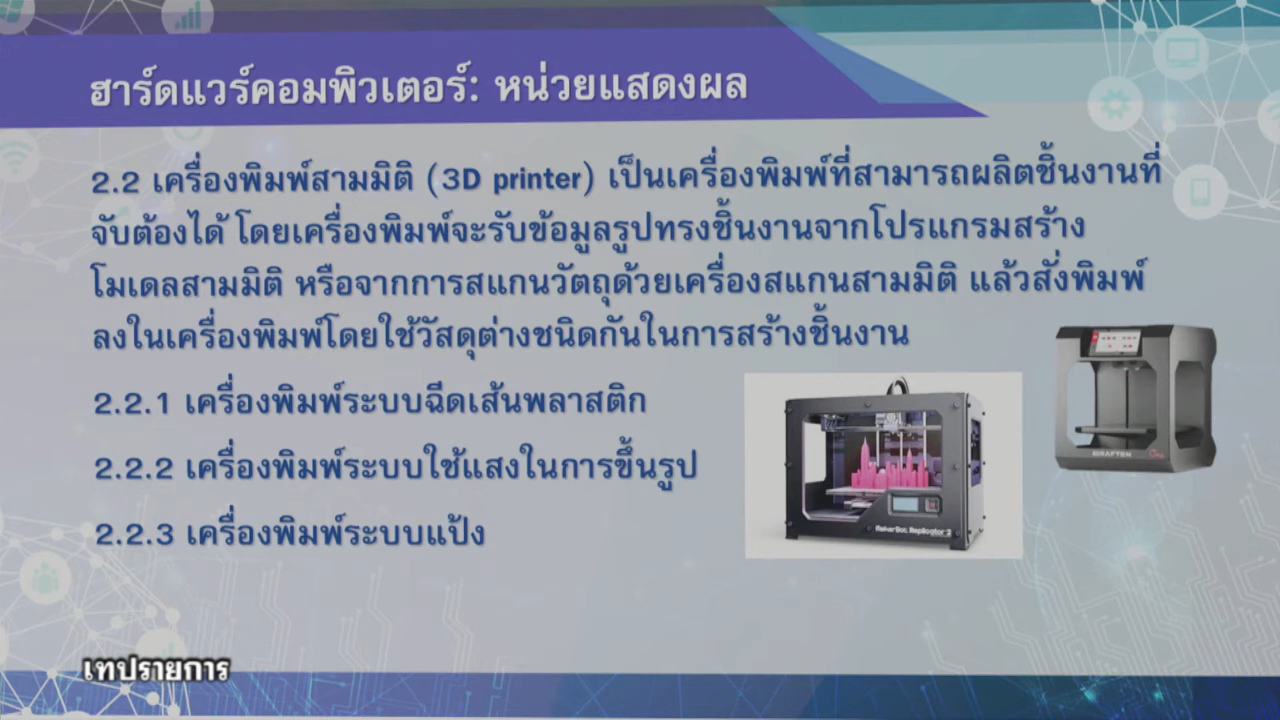 ฮาร์ดแวร์คอมพิวเตอร์: หน่วยแสดงผล
2.2 เครื่องพิมพ์สามมิติ (3D printer) เป็นเครื่องพิมพ์ที่สามารถผลิตชิ้นงานที่
จับต้องได้ โดยเครื่องพิมพ์จะรับข้อมูลรูปทรงชิ้นงานจากโปรแกรมสร้าง
โมเดลสามมิติ หรือจากการสแกนวัตถุด้วยเครื่องสแกนสามมิติ แล้วสั่งพิมพ์
ลงในเครื่องพิมพ์โดยใช้วัสดุต่างชนิดกันในการสร้างชิ้นงาน
2.2.1 เครื่องพิมพ์ระบบฉีดเส้นพลาสติก
2.2.2 เครื่องพิมพ์ระบบใช้แสงในการขึ้นรูป
2.2.3 เครื่องพิมพ์ระบบแป้ง
MakerBot Replicator 2
เทปรายการ